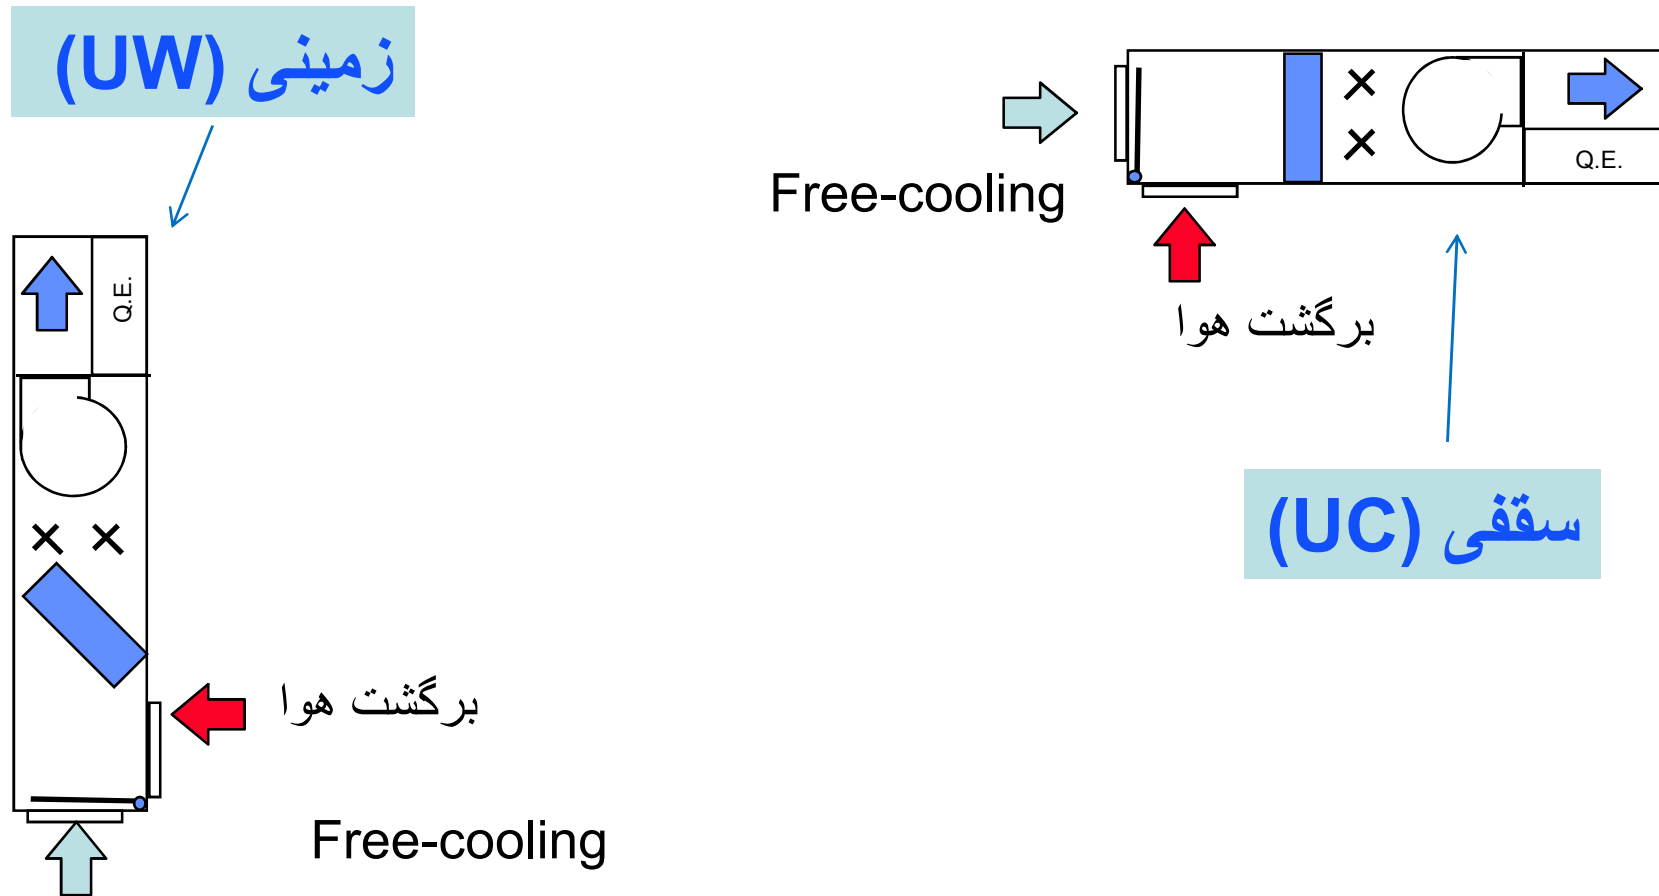 زمینی (UW)
Free-cooling
Q.E.
برگشت هوا
سقفی (UC)
Q.E.
برگشت هوا
Free-cooling